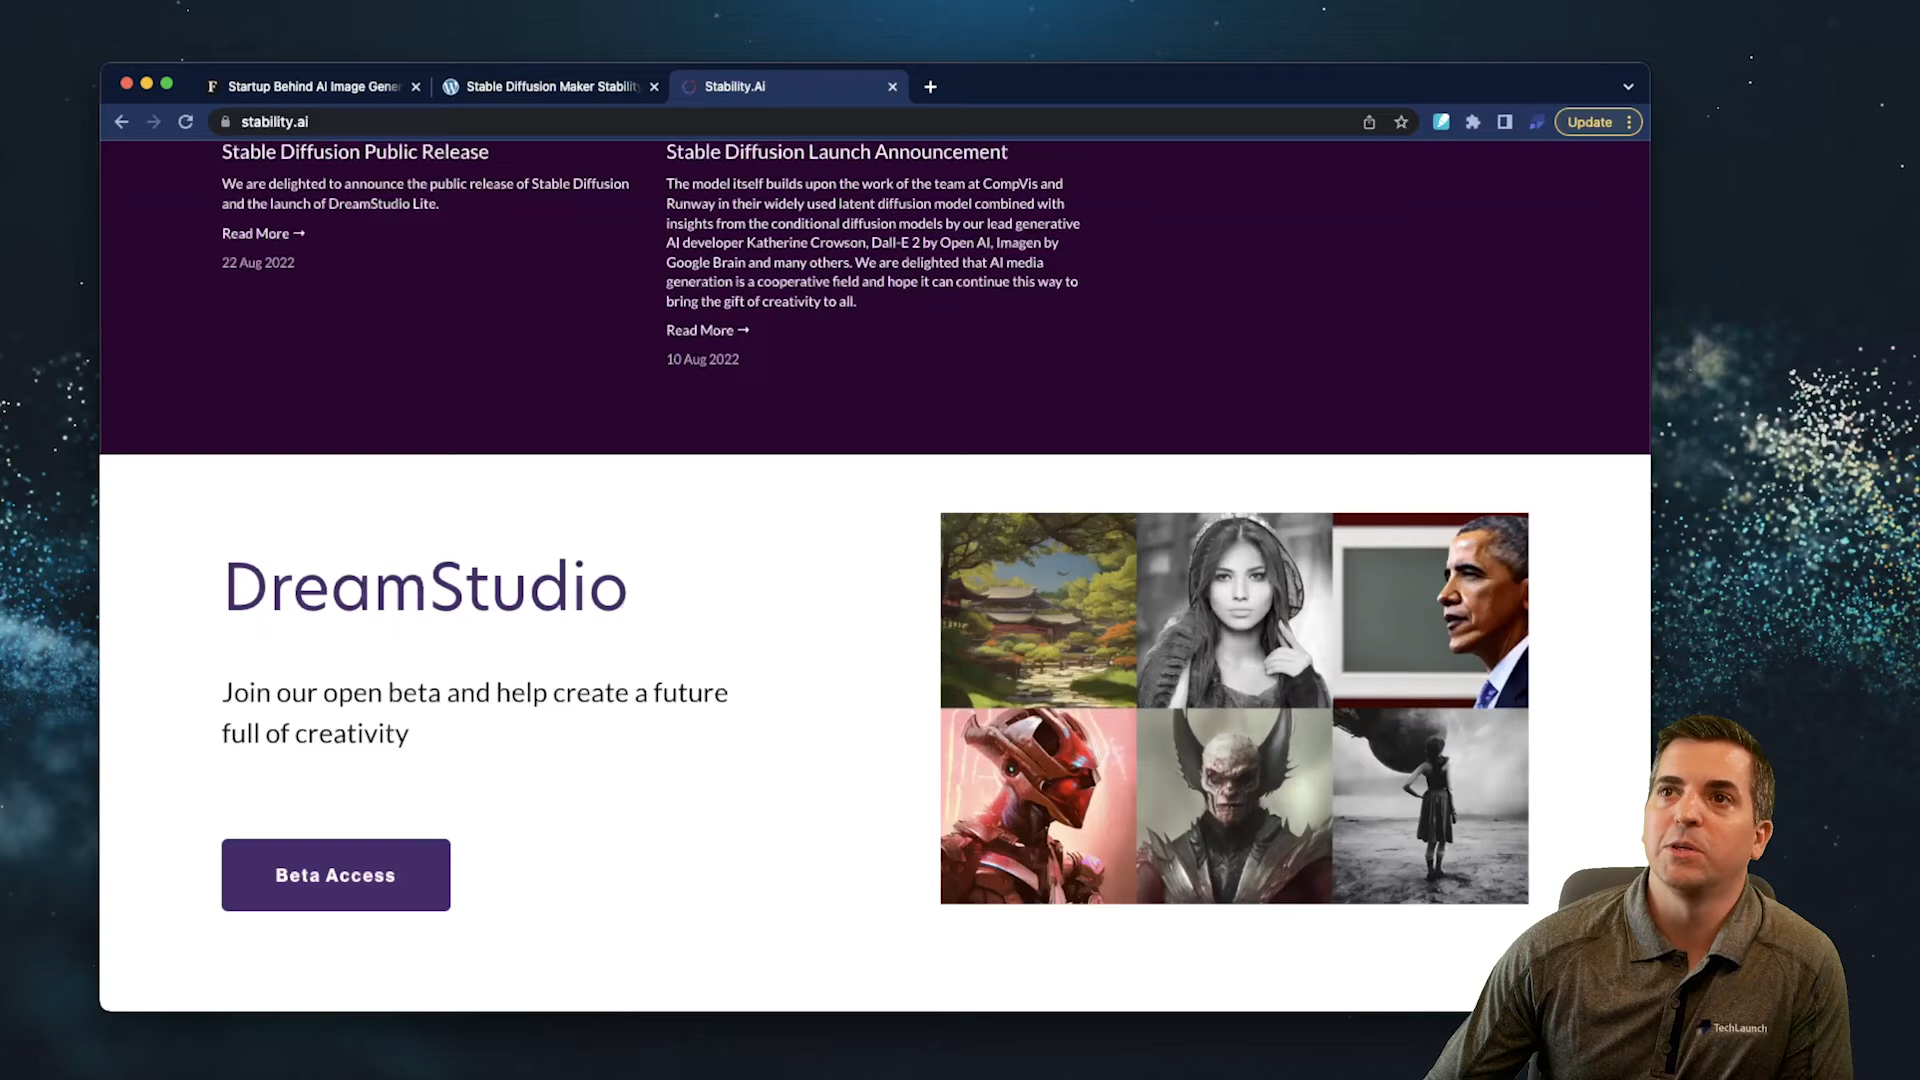 F Startup Behind AI Image Gener
Stable Diffusion Maker Stabilit
Stability.Ai
stability.ai
Update
Stable Diffusion Public Release
We are delighted to announce the public release of Stable Diffusion
and the launch of DreamStudio Lite.
Read More →
22 Aug 2022
Stable Diffusion Launch Announcement
The model itself builds upon the work of the team at CompVis and
Runway in their widely used latent diffusion model combined with
insights from the conditional diffusion models by our lead generative
AI developer Katherine Crowson, Dall-E 2 by Open AI, Imagen by
Google Brain and many others. We are delighted that AI media
generation is a cooperative field and hope it can continue this way to
bring the gift of creativity to all.
Read More →
10 Aug 2022
DreamStudio
Join our open beta and help create a future
full of creativity
Beta Access
TechLaunch